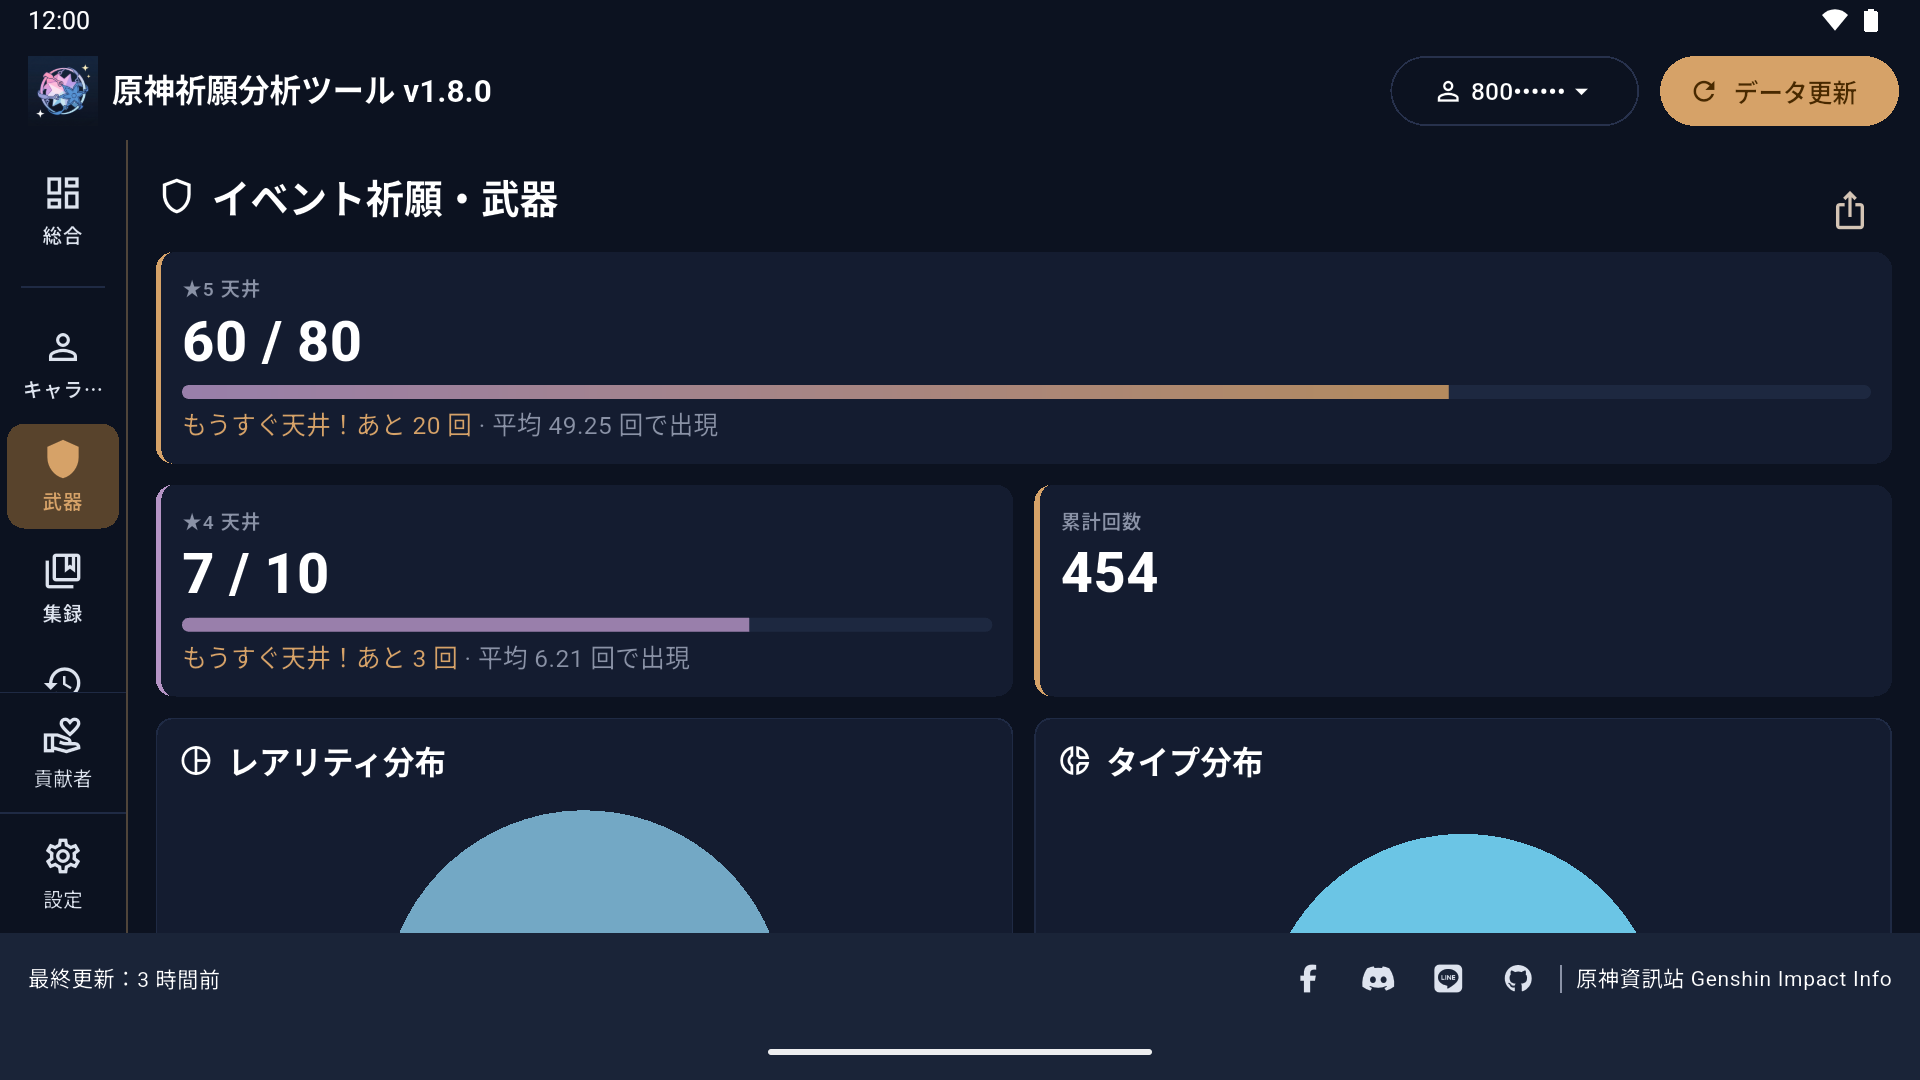 12:00
原神祈願分析ツール v1.8.0
800••••••
データ更新
総合
キャラ…
武器
集録
貢献者
設定
イベント祈願・武器
★5 天井
60 / 80
もうすぐ天井！あと 20 回 · 平均 49.25 回で出現
★4 天井
7 / 10
もうすぐ天井！あと 3 回 · 平均 6.21 回で出現
累計回数
454
レアリティ分布
タイプ分布
最終更新：3 時間前
LINE
原神資訊站 Genshin Impact Info